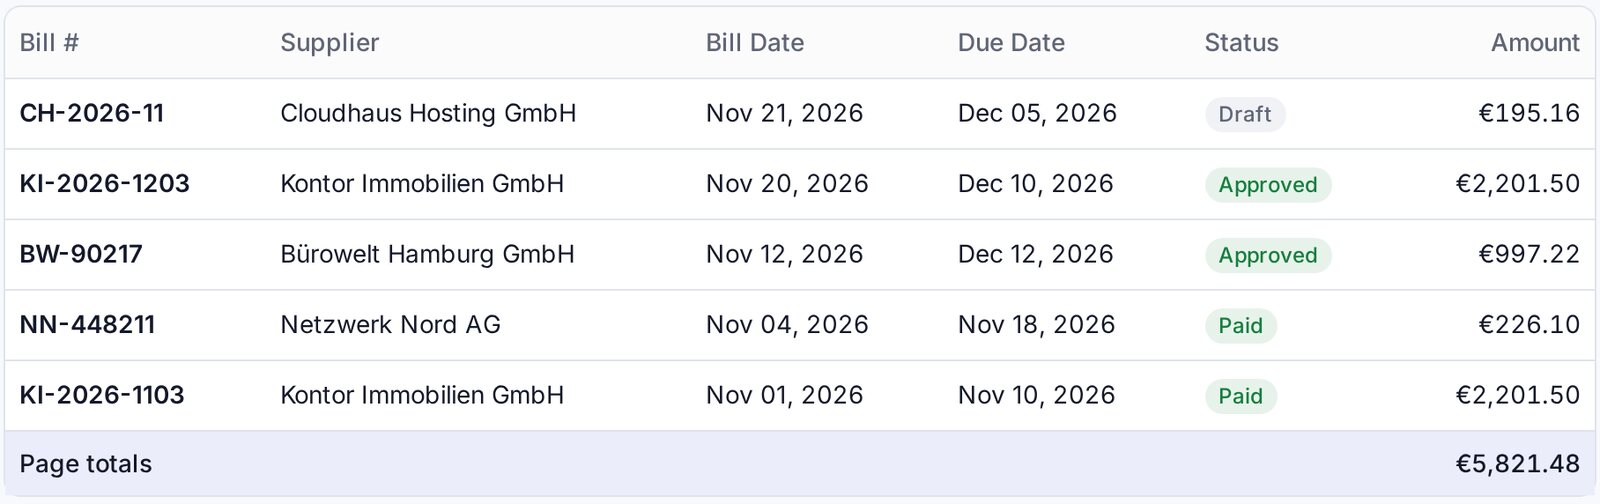 Bill # Supplier Bill Date Due Date Status Amount
CH-2026-11 Cloudhaus Hosting GmbH Nov 21, 2026 Dec 05, 2026 Draft €195.16
KI-2026-1203 Kontor Immobilien GmbH Nov 20, 2026 Dec 10, 2026 Approved €2,201.50
BW-90217 Bürowelt Hamburg GmbH Nov 12, 2026 Dec 12, 2026 Approved €997.22
NN-448211 Netzwerk Nord AG Nov 04, 2026 Nov 18, 2026 Paid €226.10
KI-2026-1103 Kontor Immobilien GmbH Nov 01, 2026 Nov 10, 2026 Paid €2,201.50
Page totals €5,821.48